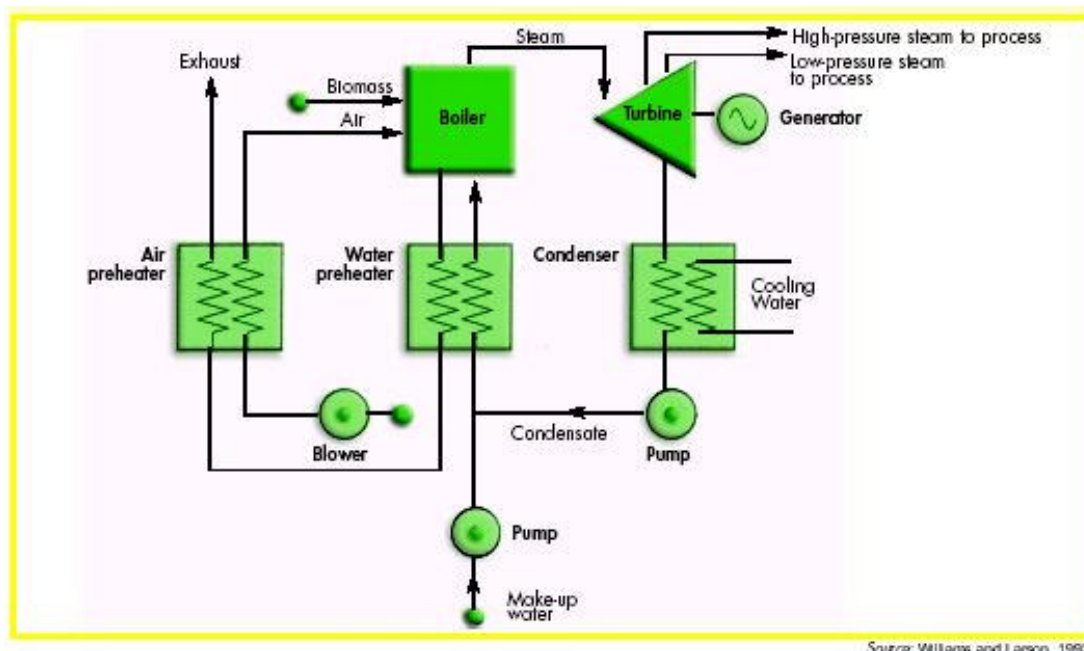 Steam
High-pressure steam to process
Low-pressure steam
to process
Exhaust
Biomass
Air
Boiler
Turbine
Generator
Air
preheater
Water
preheater
Condenser
Cooling
Water
Blower
Condensate
Pump
Pump
Make-up
water
Source: Williams and Larson,